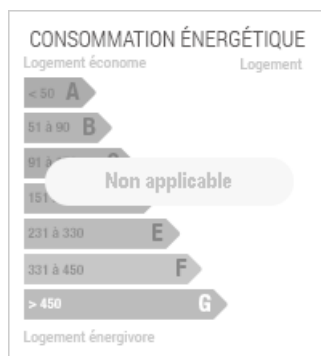 CONSOMMATION ÉNERGÉTIQUE
Logement économe Logement
< 50 A
51 à 90 B
91 à
Non applicable
151
231 à 330 E
331 à 450 F
> 450 G
Logement énergivore